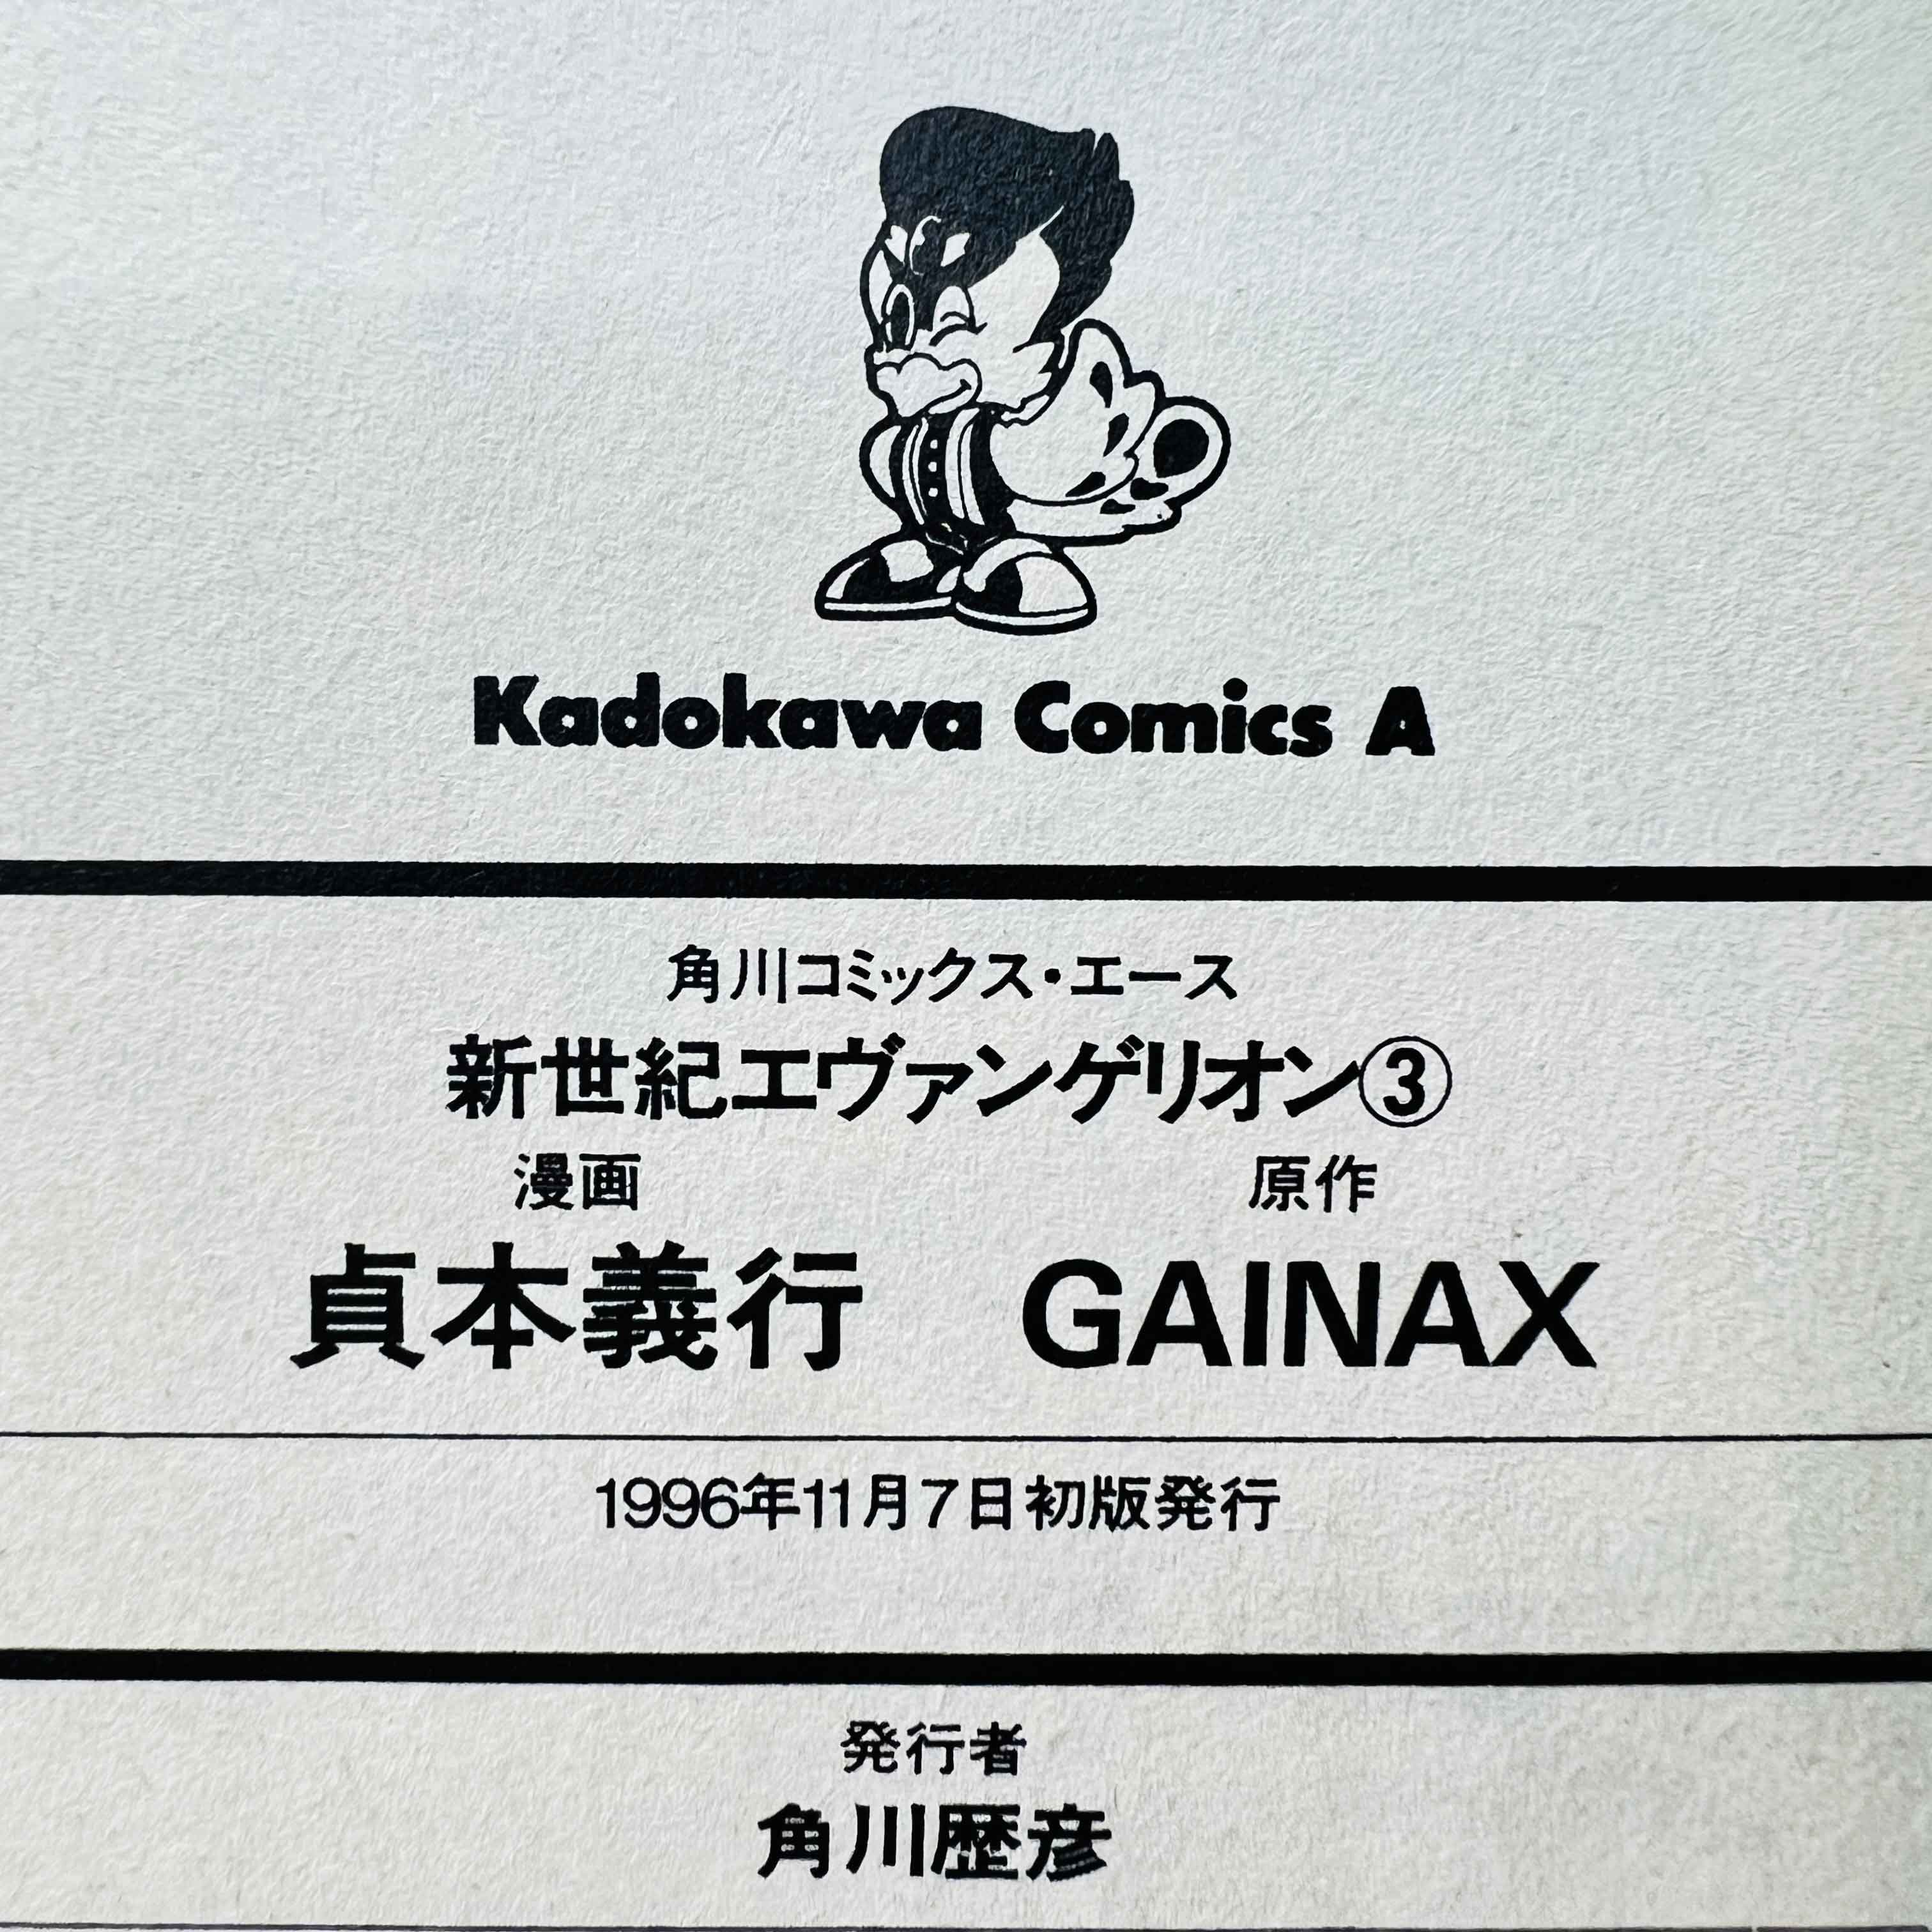 Kadokawa Comics A
角川コミックス・エース
新世紀エヴァンゲリオン③
漫画 原作
貞本義行 GAINAX
1996年11月7日初版発行
発行者
角川歴彦